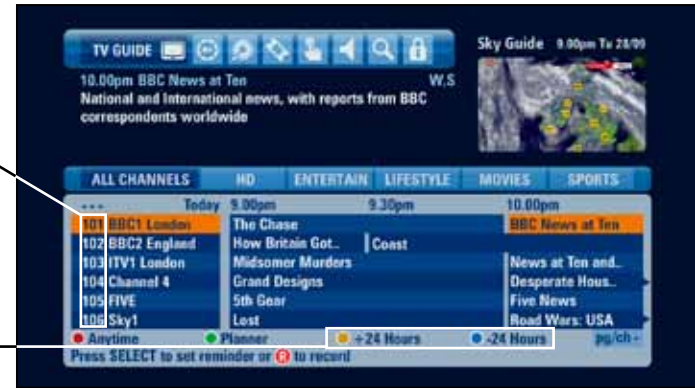 TV GUIDE
Sky Guide 9.00pm Tu 28/09
10.00pm BBC News at Ten W,S
National and International news, with reports from BBC
correspondents worldwide
ALL CHANNELS HD ENTERTAIN LIFESTYLE MOVIES SPORTS
--- Today 9.00pm 9.30pm 10.00pm
101 BBC1 London The Chase BBC News at Ten
102 BBC2 England How Britain Got.. Coast
103 ITV1 London Midsomer Murders News at Ten and..
104 Channel 4 Grand Designs Desperate Hous..
105 FIVE 5th Gear Five News
106 Sky1 Lost Road Wars: USA
Anytime Planner +24 Hours -24 Hours pg/ch-
Press SELECT to set reminder or R to record